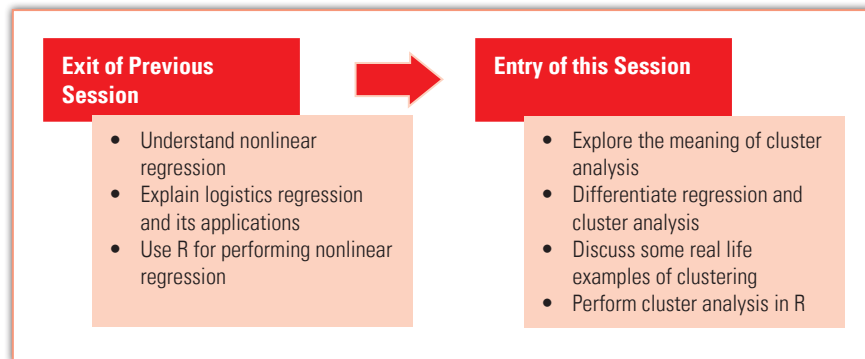 Exit of Previous
Session
• Understand nonlinear
regression
• Explain logistics regression
and its applications
• Use R for performing nonlinear
regression
Entry of this Session
• Explore the meaning of cluster
analysis
• Differentiate regression and
cluster analysis
• Discuss some real life
examples of clustering
• Perform cluster analysis in R